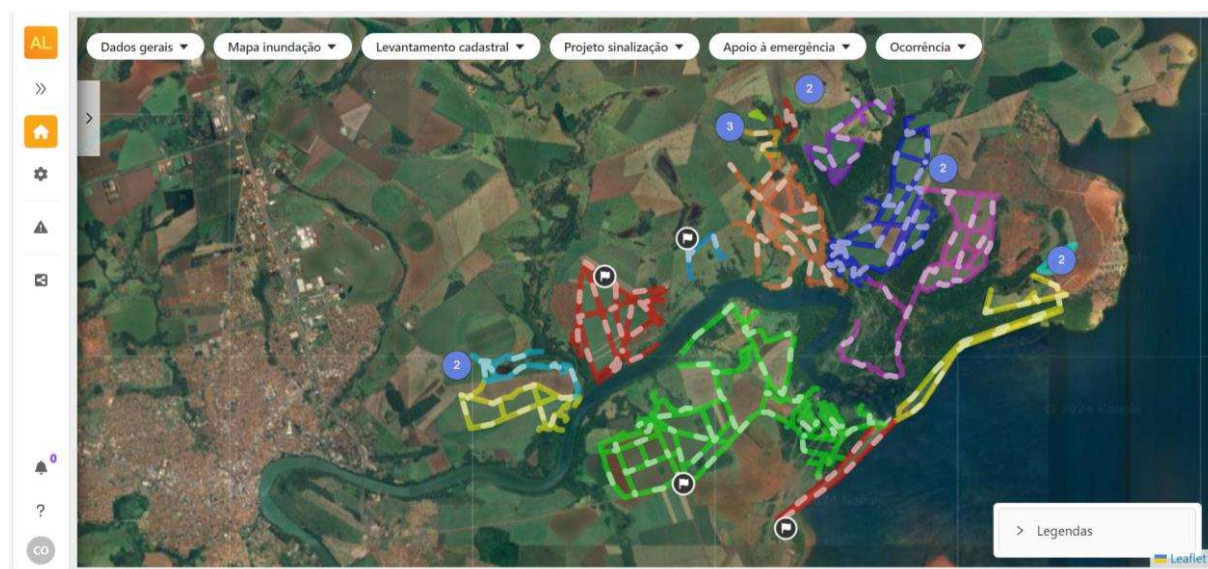 AL
Dados gerais ▼ Mapa inundação ▼ Levantamento cadastral ▼ Projeto sinalização ▼ Apoio à emergência ▼ Ocorrência ▼
2
3
2
2
2
0
?
CO
> Legendas
Leaflet